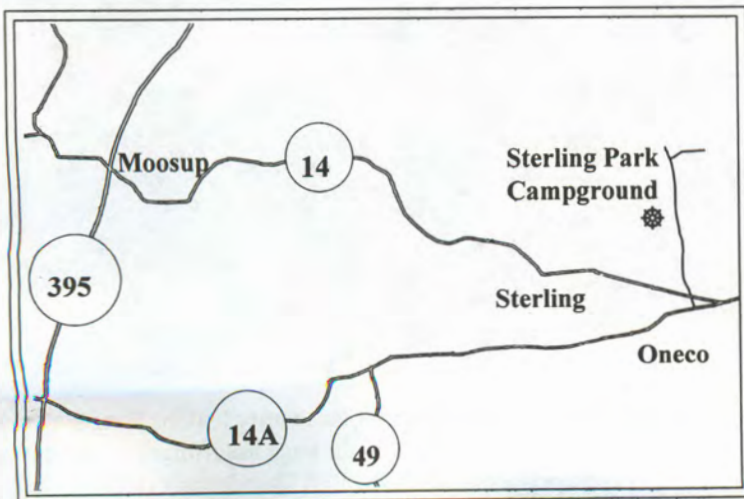 Moosup
14
Sterling Park
Campground
395
Sterling
Oneco
14A
49